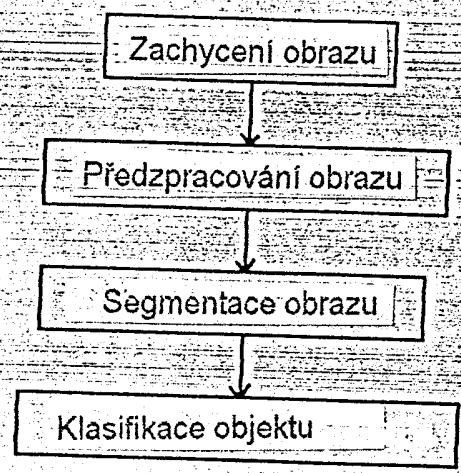 Zachycení obrazu
Předzpracování obrazu
Segmentace obrazu
Klasifikace objektu